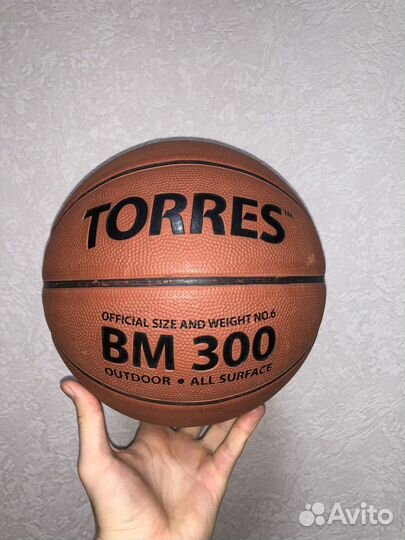 TORRES™
OFFICIAL SIZE AND WEIGHT NO.6
BM 300
OUTDOOR • ALL SURFACE
Avito